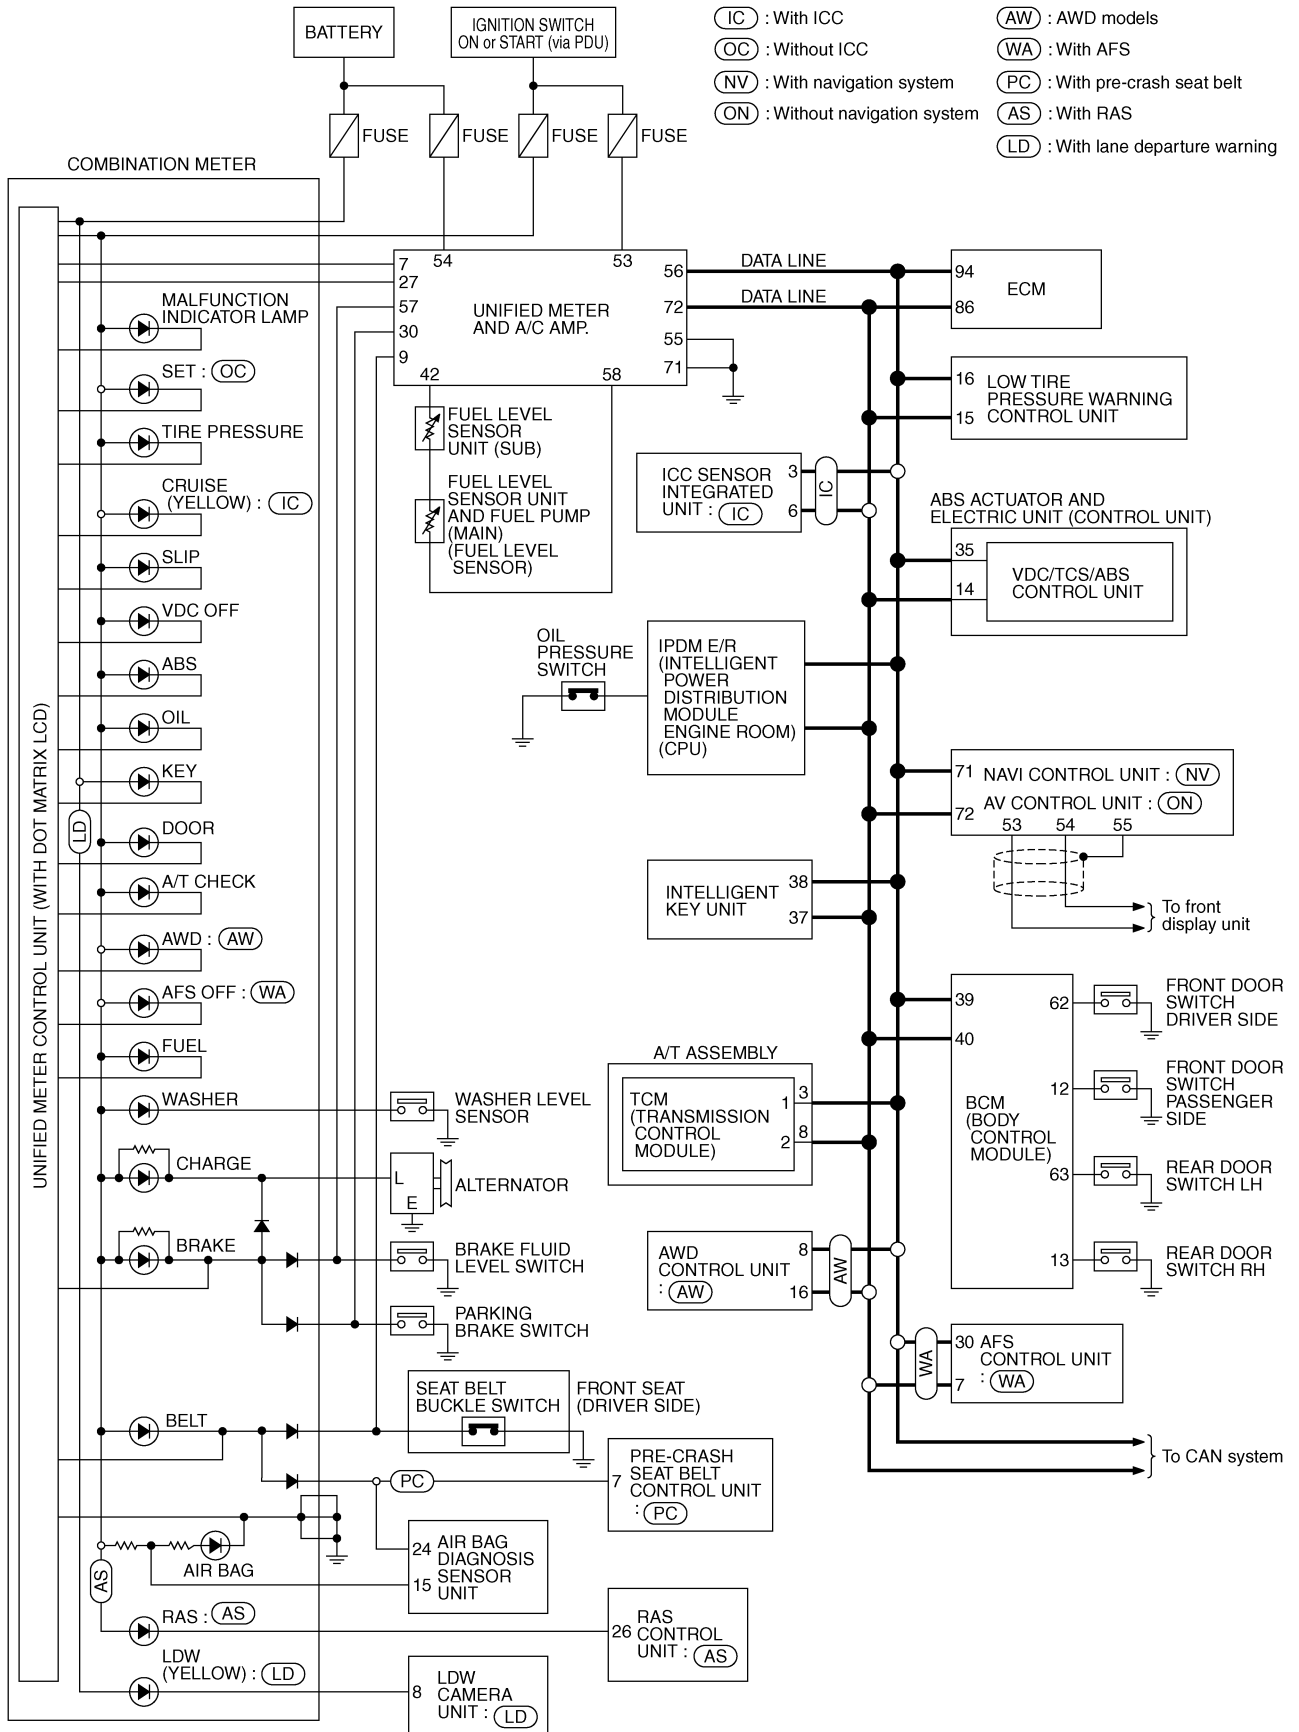 BATTERY
IGNITION SWITCH
ON or START (via PDU)
IC : With ICC
OC : Without ICC
NV : With navigation system
ON : Without navigation system
AW : AWD models
WA : With AFS
PC : With pre-crash seat belt
AS : With RAS
LD : With lane departure warning
FUSE
FUSE
FUSE
FUSE
COMBINATION METER
UNIFIED METER CONTROL UNIT (WITH DOT MATRIX LCD)
MALFUNCTION
INDICATOR LAMP
SET : OC
TIRE PRESSURE
CRUISE
(YELLOW) : IC
SLIP
VDC OFF
ABS
OIL
KEY
LD
DOOR
A/T CHECK
AWD : AW
AFS OFF : WA
FUEL
WASHER
CHARGE
BRAKE
BELT
AIR BAG
AS
RAS : AS
LDW
(YELLOW) : LD
7
27
57
30
9
54
53
42
58
56
72
55
71
UNIFIED METER
AND A/C AMP.
DATA LINE
DATA LINE
FUEL LEVEL
SENSOR
UNIT (SUB)
FUEL LEVEL
SENSOR UNIT
AND FUEL PUMP
(MAIN)
(FUEL LEVEL
SENSOR)
94
86
ECM
16
15
LOW TIRE
PRESSURE WARNING
CONTROL UNIT
ICC SENSOR
INTEGRATED
UNIT : IC
3
6
IC
ABS ACTUATOR AND
ELECTRIC UNIT (CONTROL UNIT)
35
14
VDC/TCS/ABS
CONTROL UNIT
OIL
PRESSURE
SWITCH
IPDM E/R
(INTELLIGENT
POWER
DISTRIBUTION
MODULE
ENGINE ROOM)
(CPU)
71
72
NAVI CONTROL UNIT : NV
AV CONTROL UNIT : ON
53
54
55
To front
display unit
INTELLIGENT
KEY UNIT
38
37
39
40
BCM
(BODY
CONTROL
MODULE)
62
12
63
13
FRONT DOOR
SWITCH
DRIVER SIDE
FRONT DOOR
SWITCH
PASSENGER
SIDE
REAR DOOR
SWITCH LH
REAR DOOR
SWITCH RH
A/T ASSEMBLY
TCM
(TRANSMISSION
CONTROL
MODULE)
1
2
3
8
WASHER LEVEL
SENSOR
L
E
ALTERNATOR
BRAKE FLUID
LEVEL SWITCH
PARKING
BRAKE SWITCH
AWD
CONTROL UNIT
: AW
8
16
AW
WA
30
7
AFS
CONTROL UNIT
: WA
To CAN system
SEAT BELT
BUCKLE SWITCH
FRONT SEAT
(DRIVER SIDE)
PC
7
PRE-CRASH
SEAT BELT
CONTROL UNIT
: PC
24
15
AIR BAG
DIAGNOSIS
SENSOR
UNIT
26
RAS
CONTROL
UNIT : AS
8
LDW
CAMERA
UNIT : LD